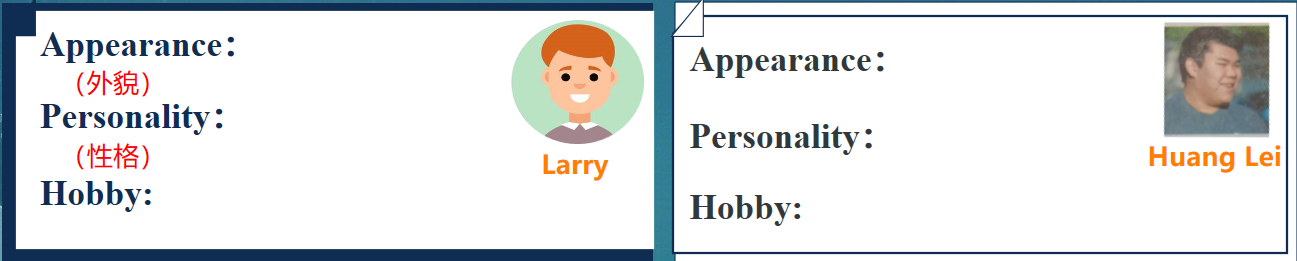 Appearance：
（外貌）
Personality：
（性格）
Hobby:
Larry
Appearance：
Personality：
Hobby:
Huang Lei